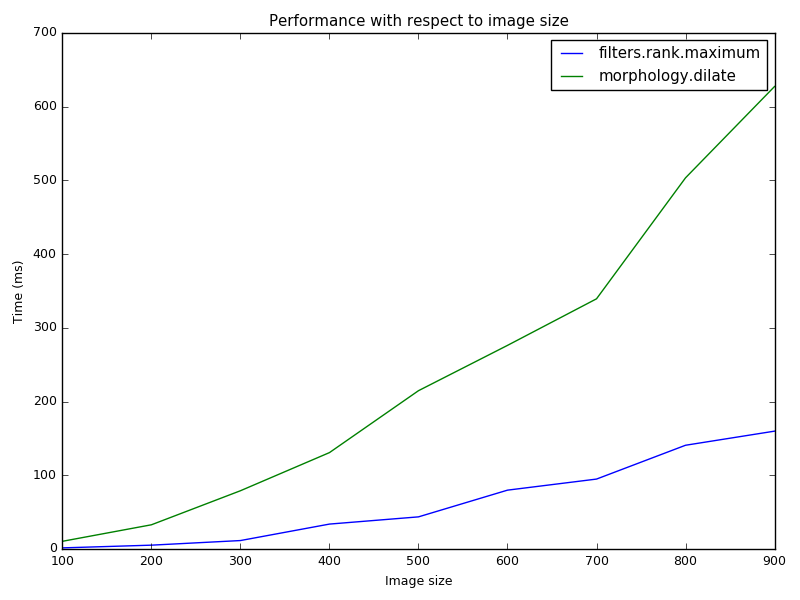 Performance with respect to image size
700
600
500
400
300
200
100
0
Time (ms)
filters.rank.maximum
morphology.dilate
100 200 300 400 500 600 700 800 900
Image size